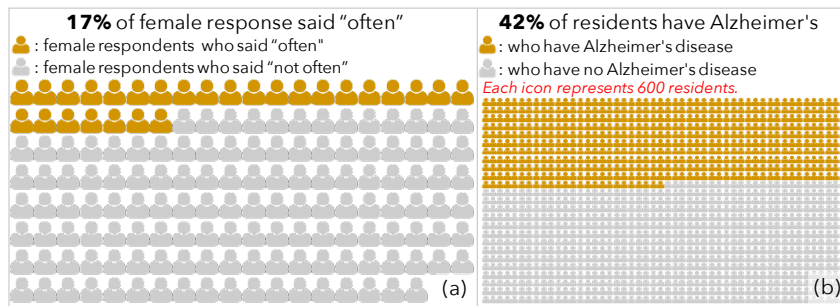 17% of female response said “often”
: female respondents who said “often"
: female respondents who said “not often”
(a)
42% of residents have Alzheimer's
: who have Alzheimer's disease
: who have no Alzheimer's disease
Each icon represents 600 residents.
(b)